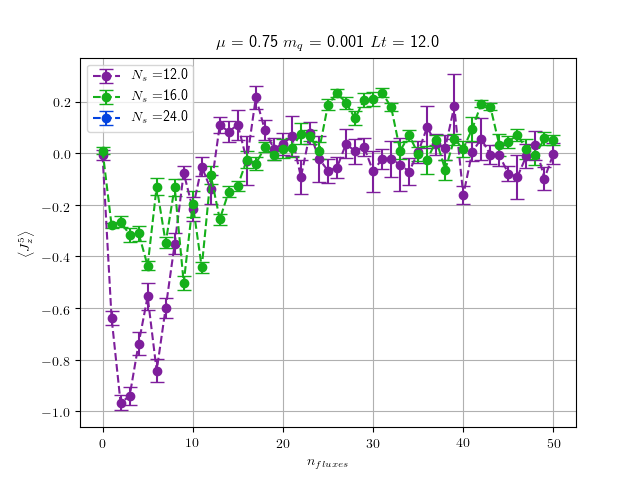 μ = 0.75 m_q = 0.001 Lt = 12.0
N_s =12.0
N_s =16.0
N_s =24.0
0.2
0.0
−0.2
−0.4
−0.6
−0.8
−1.0
⟨J_z^5⟩
0 10 20 30 40 50
n_fluxes